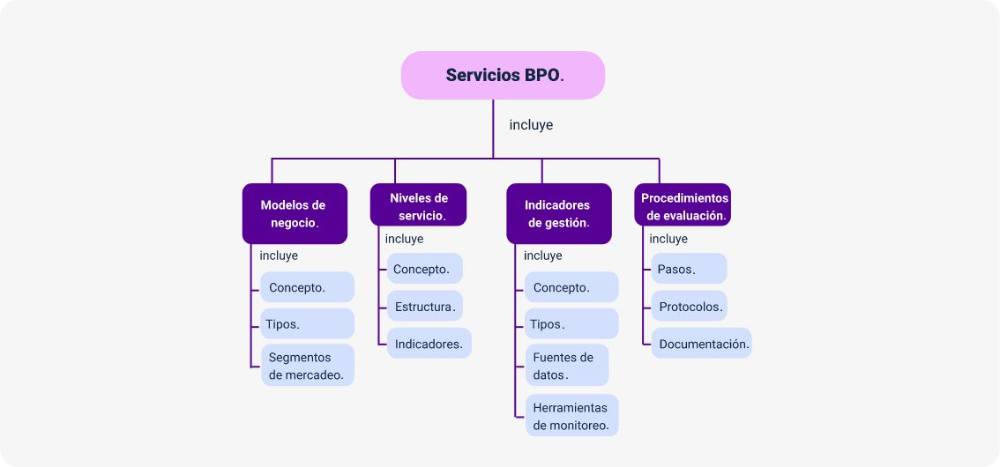 Servicios BPO.
incluye
Modelos de
negocio.
incluye
Concepto.
Tipos.
Segmentos
de mercadeo.
Niveles de
servicio.
incluye
Concepto.
Estructura.
Indicadores.
Indicadores
de gestión.
incluye
Concepto.
Tipos.
Fuentes de
datos.
Herramientas
de monitoreo.
Procedimientos
de evaluación.
incluye
Pasos.
Protocolos.
Documentación.